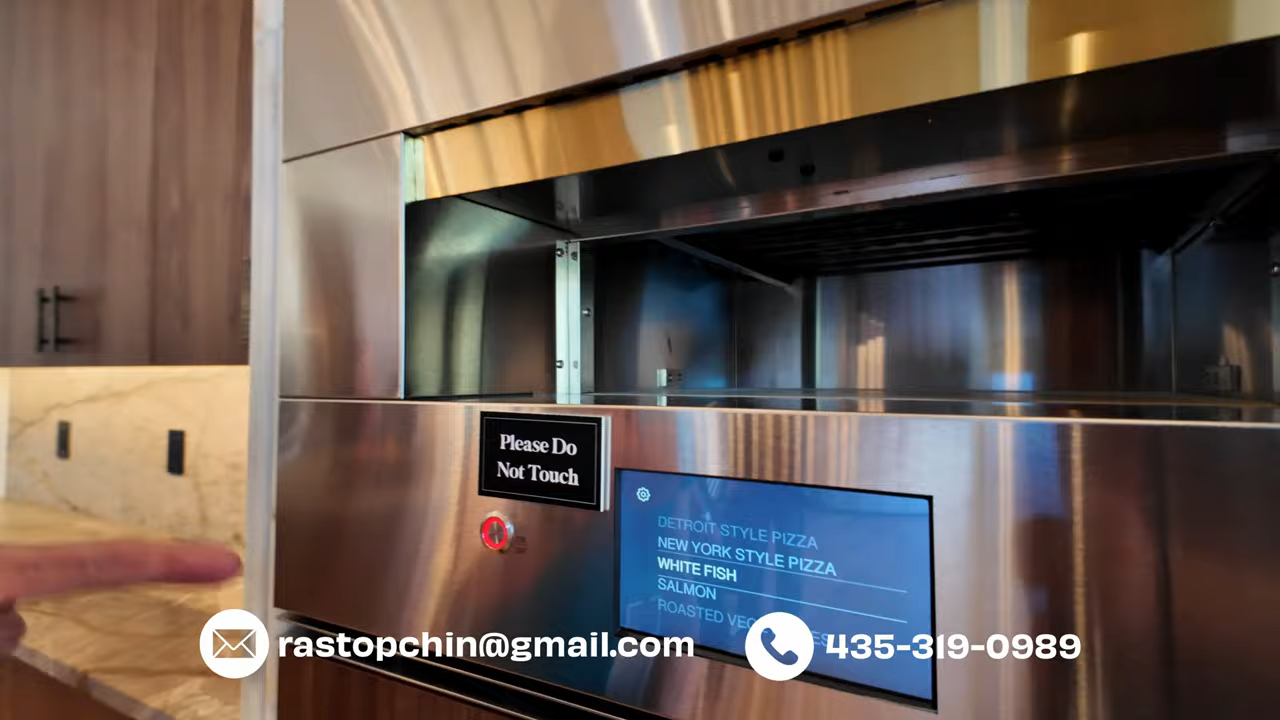 Please Do
Not Touch
DETROIT STYLE PIZZA
NEW YORK STYLE PIZZA
WHITE FISH
SALMON
ROASTED
rastopchin@gmail.com
435-319-0989